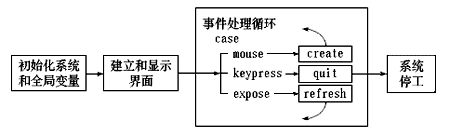 事件处理循环
case
mouse
create
初始化系统
和全局变量
建立和显示
界面
keypress
quit
系统
停工
expose
refresh